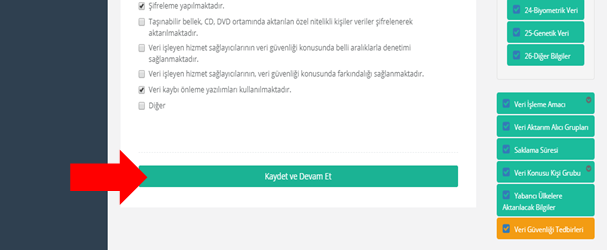 Şifreleme yapılmaktadır.
Taşınabilir bellek, CD, DVD ortamında aktarılan özel nitelikli kişiler veriler şifrelenerek
aktarılmaktadır.
Veri işleyen hizmet sağlayıcılarının veri güvenliği konusunda belli aralıklarla denetimi
sağlanmaktadır.
Veri işleyen hizmet sağlayıcılarının, veri güvenliği konusunda farkındalığı sağlanmaktadır.
Veri kaybı önleme yazılımları kullanılmaktadır.
Diğer
Kaydet ve Devam Et
24-Biyometrik Veri
25-Genetik Veri
26-Diğer Bilgiler
Veri İşleme Amacı
Veri Aktarım Alıcı Grupları
Saklama Süresi
Veri Konusu Kişi Grubu
Yabancı Ülkelere
Aktarılacak Bilgiler
Veri Güvenliği Tedbirleri